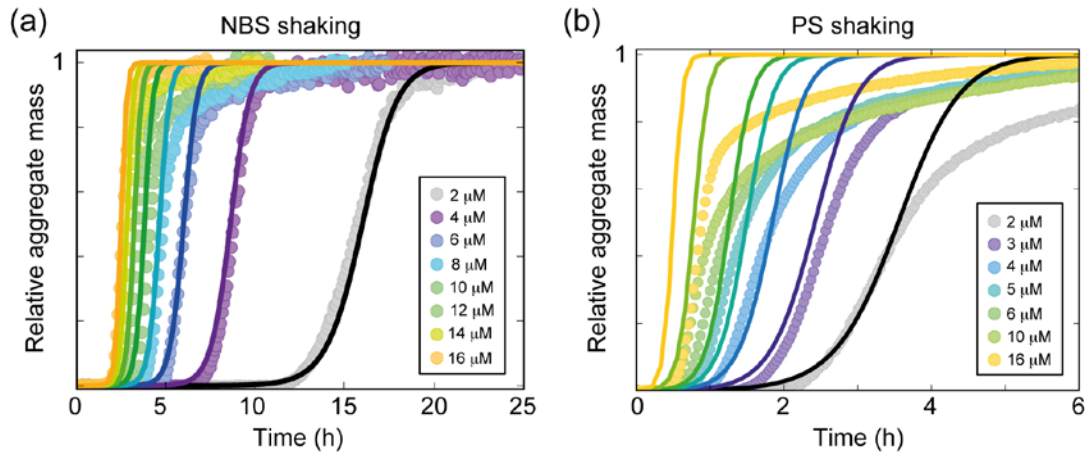 (a)
NBS shaking
Relative aggregate mass
1
2 μM
4 μM
6 μM
8 μM
10 μM
12 μM
14 μM
16 μM
0
5
10
15
20
25
Time (h)
(b)
PS shaking
Relative aggregate mass
1
2 μM
3 μM
4 μM
5 μM
6 μM
10 μM
16 μM
0
2
4
6
Time (h)